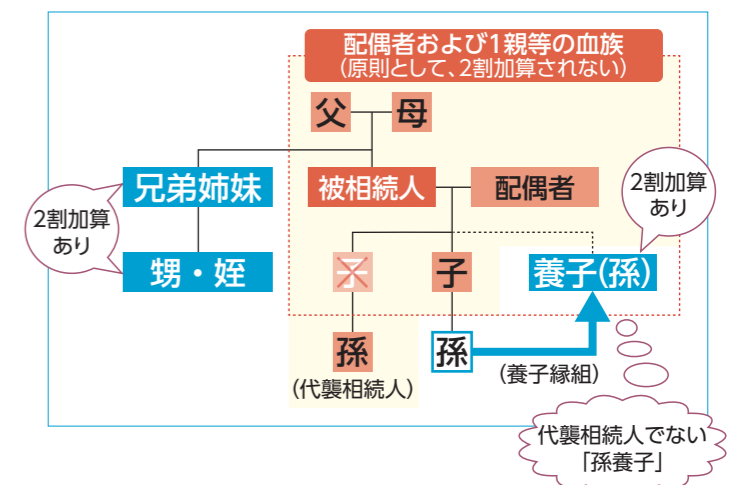 配偶者および1親等の血族
(原則として、2割加算されない)
父
母
兄弟姉妹
被相続人
配偶者
2割加算
あり
2割加算
あり
甥・姪
子
子
養子(孫)
孫
孫
(代襲相続人)
(養子縁組)
代襲相続人でない
「孫養子」